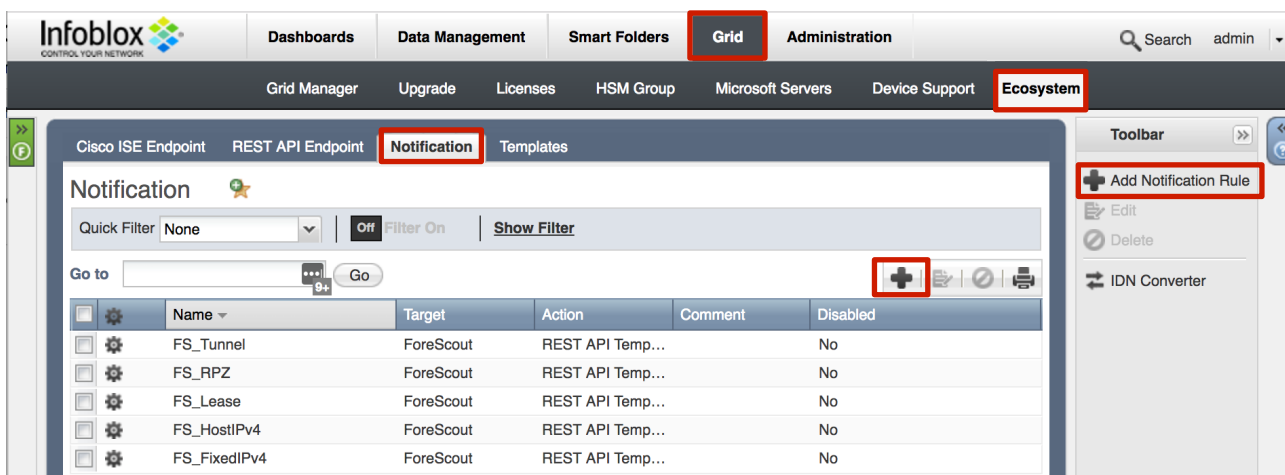 Infoblox
CONTROL YOUR NETWORK
Dashboards Data Management Smart Folders Grid Administration Search admin
Grid Manager Upgrade Licenses HSM Group Microsoft Servers Device Support Ecosystem
Cisco ISE Endpoint REST API Endpoint Notification Templates
Toolbar
Notification
Add Notification Rule
Quick Filter None Off Filter On Show Filter
Edit
Delete
Go to 9+ Go
IDN Converter
Name Target Action Comment Disabled
FS_Tunnel ForeScout REST API Temp... No
FS_RPZ ForeScout REST API Temp... No
FS_Lease ForeScout REST API Temp... No
FS_HostIPv4 ForeScout REST API Temp... No
FS_FixedIPv4 ForeScout REST API Temp... No
F
?